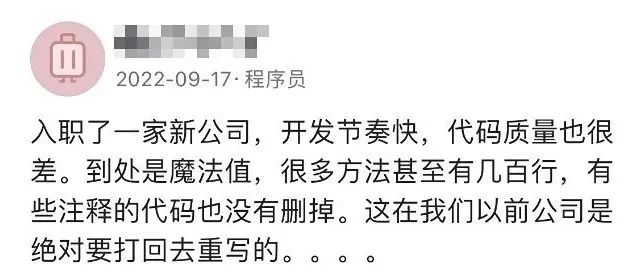 2022-09-17·程序员
入职了一家新公司，开发节奏快，代码质量也很
差。到处是魔法值，很多方法甚至有几百行，有
些注释的代码也没有删掉。这在我们以前公司是
绝对要打回去重写的。。。。